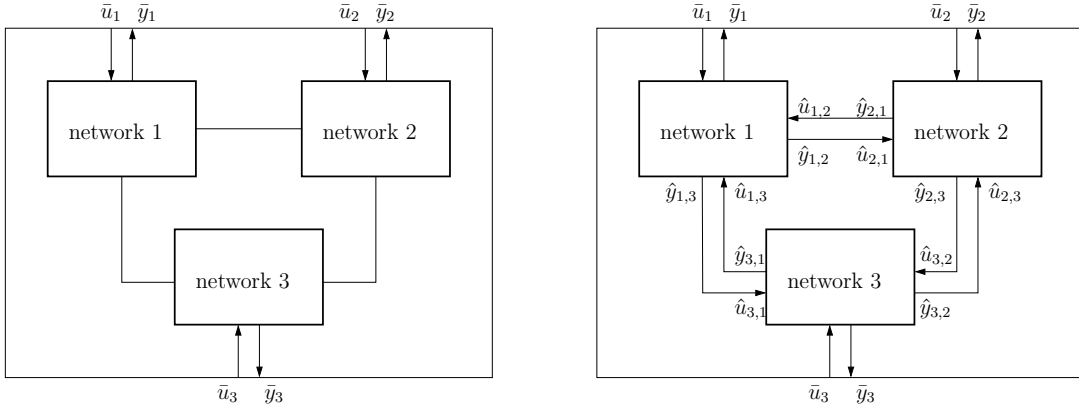 ū₁ ȳ₁ ū₂ ȳ₂
network 1 network 2
network 3
ū₃ ȳ₃
ū₁ ȳ₁ ū₂ ȳ₂
û₁,₂ ŷ₂,₁
network 1 network 2
ŷ₁,₂ û₂,₁
ŷ₁,₃ û₁,₃ ŷ₂,₃ û₂,₃
ŷ₃,₁ û₃,₂
network 3
û₃,₁ ŷ₃,₂
ū₃ ȳ₃